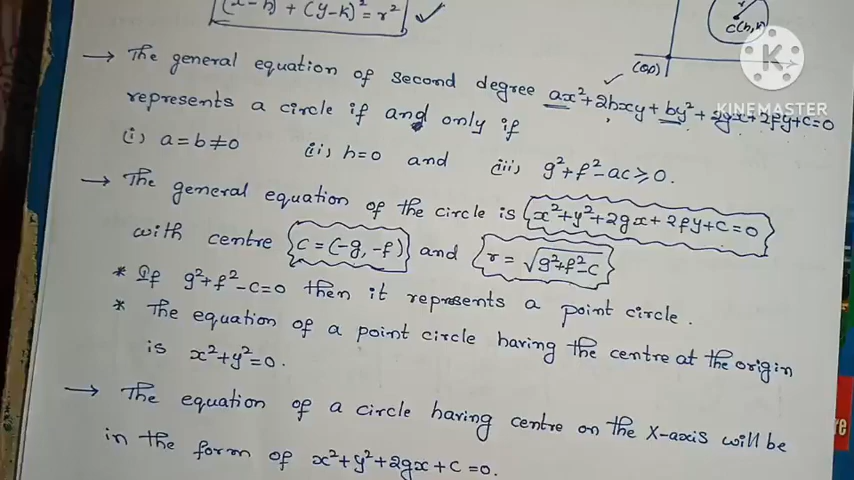 (x-h)² + (y-k)² = r² ✓
C(h,k)
(0,0)
K
KINEMASTER
→ The general equation of second degree ax² + 2hxy + by² + 2gx + 2fy + c = 0
represents a circle if and only if
(i) a = b ≠ 0 (ii) h = 0 and (iii) g² + f² - ac ≥ 0.
→ The general equation of the circle is x² + y² + 2gx + 2fy + c = 0
with centre C = (-g, -f) and r = √(g² + f² - c)
* If g² + f² - c = 0 then it represents a point circle.
* The equation of a point circle having the centre at the origin
is x² + y² = 0.
→ The equation of a circle having centre on the X-axis will be
in the form of x² + y² + 2gx + c = 0.